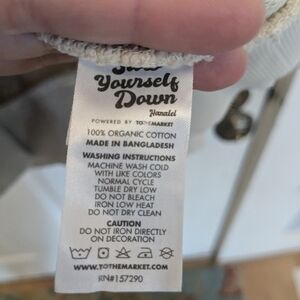 Slow
Yourself
Down
POWERED BY TOTHEMARKET
100% ORGANIC COTTON
MADE IN BANGLADESH
WASHING INSTRUCTIONS
MACHINE WASH COLD
WITH LIKE COLORS
NORMAL CYCLE
TUMBLE DRY LOW
DO NOT BLEACH
IRON LOW HEAT
DO NOT DRY CLEAN
CAUTION
DO NOT IRON DIRECTLY
ON DECORATION
WWW.TOTHEMARKET.COM
RN#157290